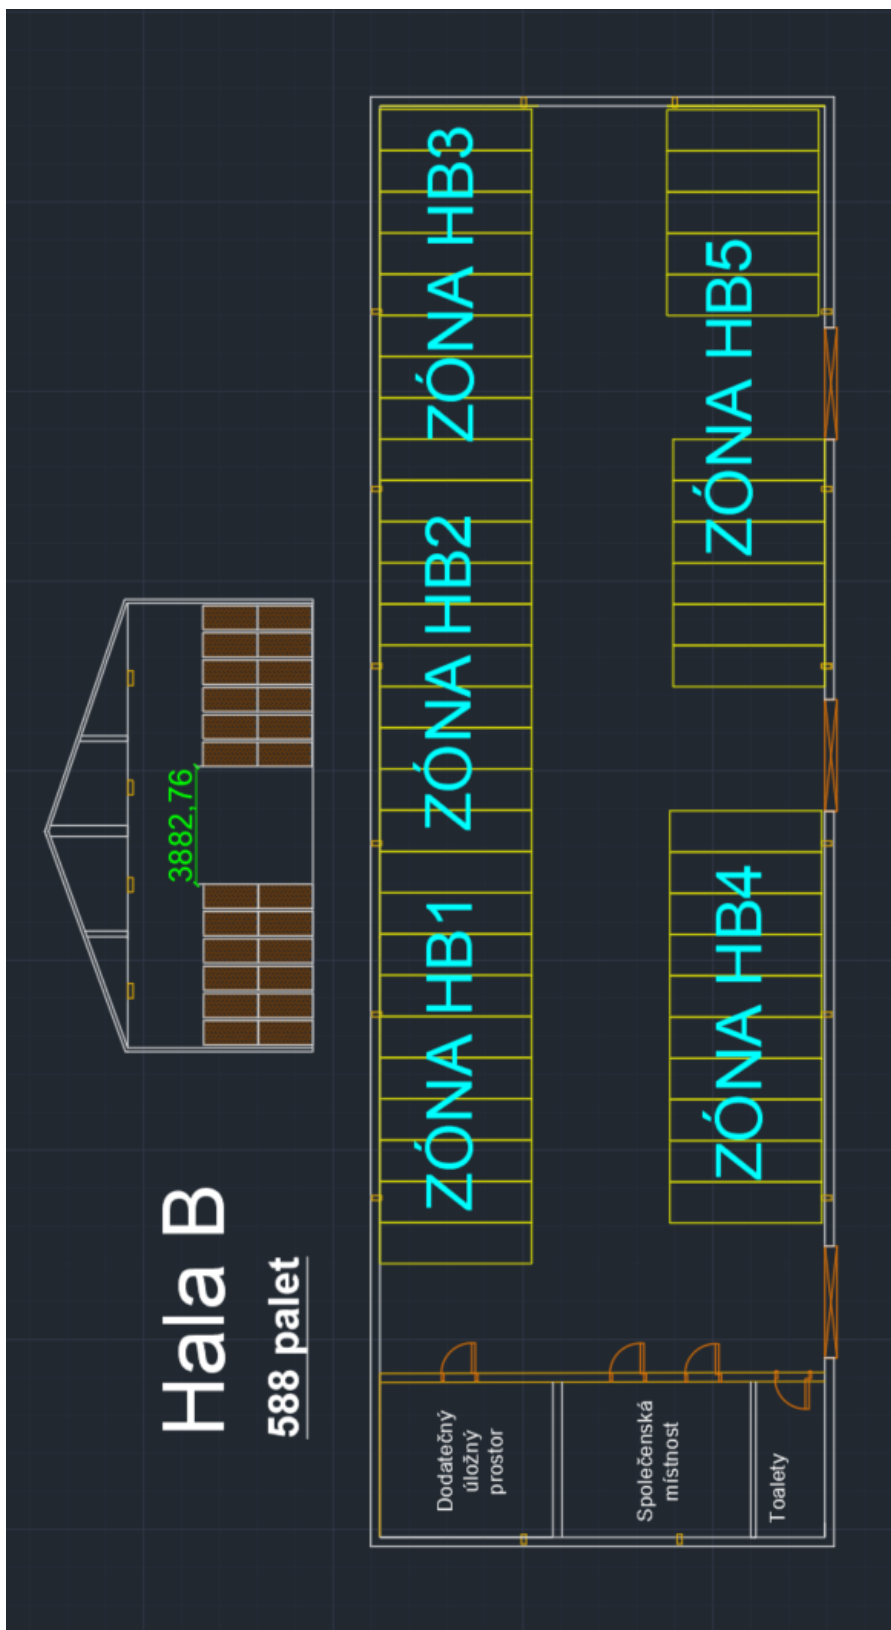 Hala B
588 palet
3882,76
ZÓNA HB1
ZÓNA HB2
ZÓNA HB3
ZÓNA HB4
ZÓNA HB5
Dodatečný
úložný
prostor
Společenská
místnost
Toalety